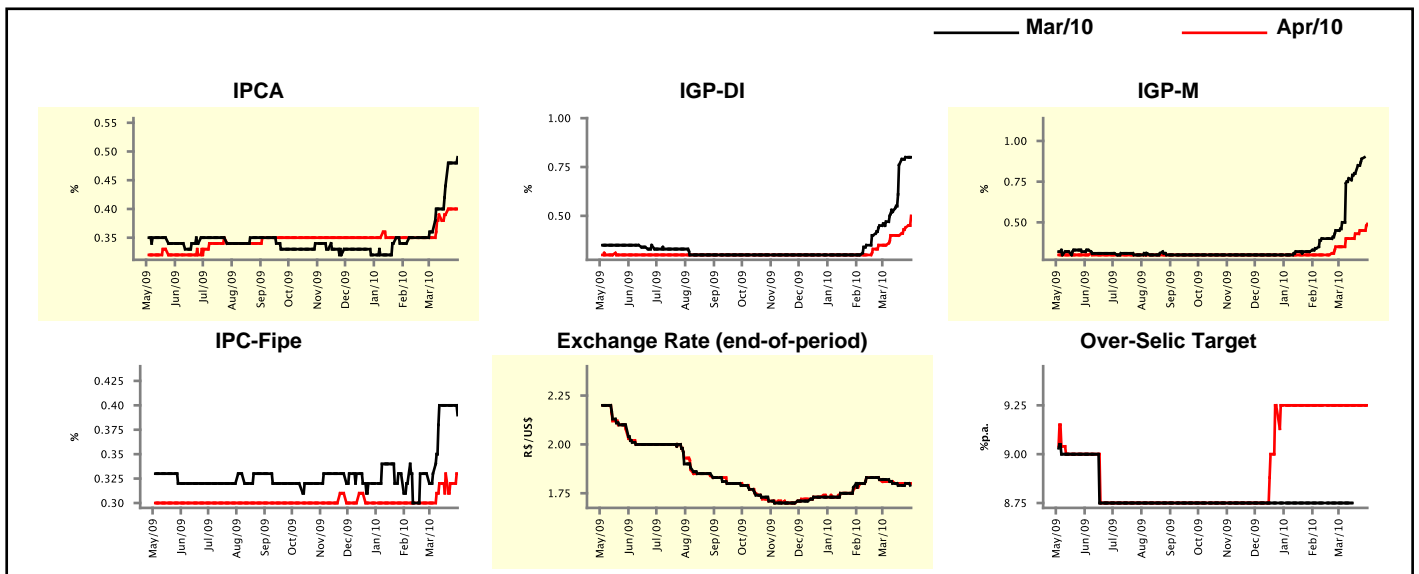 Mar/10
Apr/10
IPCA
0.55
0.50
0.45
0.40
0.35
%
May/09
Jun/09
Jul/09
Aug/09
Sep/09
Oct/09
Nov/09
Dec/09
Jan/10
Feb/10
Mar/10
IGP-DI
1.00
0.75
0.50
%
May/09
Jun/09
Jul/09
Aug/09
Sep/09
Oct/09
Nov/09
Dec/09
Jan/10
Feb/10
Mar/10
IGP-M
1.00
0.75
0.50
%
May/09
Jun/09
Jul/09
Aug/09
Sep/09
Oct/09
Nov/09
Dec/09
Jan/10
Feb/10
Mar/10
IPC-Fipe
0.425
0.40
0.375
0.35
0.325
0.30
%
May/09
Jun/09
Jul/09
Aug/09
Sep/09
Oct/09
Nov/09
Dec/09
Jan/10
Feb/10
Mar/10
Exchange Rate (end-of-period)
2.25
2.00
1.75
R$/US$
May/09
Jun/09
Jul/09
Aug/09
Sep/09
Oct/09
Nov/09
Dec/09
Jan/10
Feb/10
Mar/10
Over-Selic Target
9.25
9.00
8.75
%p.a.
May/09
Jun/09
Jul/09
Aug/09
Sep/09
Oct/09
Nov/09
Dec/09
Jan/10
Feb/10
Mar/10